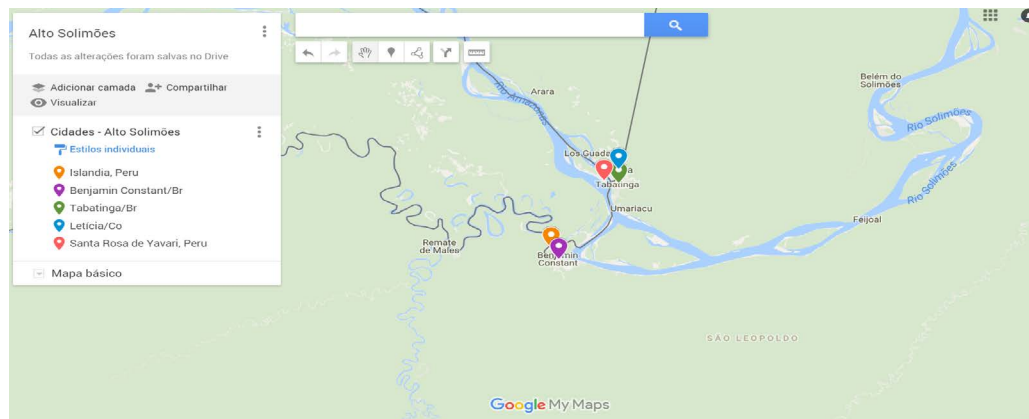 Alto Solimões
Todas as alterações foram salvas no Drive
Adicionar camada Compartilhar
Visualizar
Cidades - Alto Solimões
Estilos individuais
Islandia, Peru
Benjamin Constant/Br
Tabatinga/Br
Letícia/Co
Santa Rosa de Yavari, Peru
Mapa básico
Rio Amazonas
Arara
Belém do
Solimões
Rio Solimões
Los Guada
Tabatinga
Umariacu
Rio Solimões
Feijoal
Remate
de Males
Benjamin
Constant
SÃO LEOPOLDO
Google My Maps